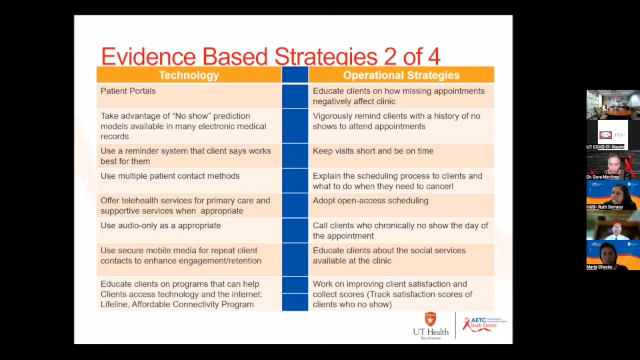 Evidence Based Strategies 2 of 4
Technology
Operational Strategies
Patient Portals
Educate clients on how missing appointments
negatively affect clinic
Take advantage of "No show" prediction
models available in many electronic medical
records
Vigorously remind clients with a history of no
shows to attend appointments
Use a reminder system that client says works
best for them
Keep visits short and be on time
Use multiple patient contact methods
Explain the scheduling process to clients and
what to do when they need to cancerl
Offer telehealth services for primary care and
supportive services when appropriate
Adopt open-access scheduling
Use audio-only as a appropriate
Call clients who chronically no show the day of
the appointment
Use secure mobile media for repeat client
contacts to enhance engagement/retention
Educate clients about the social services
available at the clinic
Educate clients on programs that can help
Clients access technology and the internet:
Lifeline, Affordable Connectivity Program
Work on improving client satisfaction and
collect scores (Track satisfaction scores of
clients who no show)
UT Health
AETC
South Central
Dr. Dora Martinez
Maria Chacko